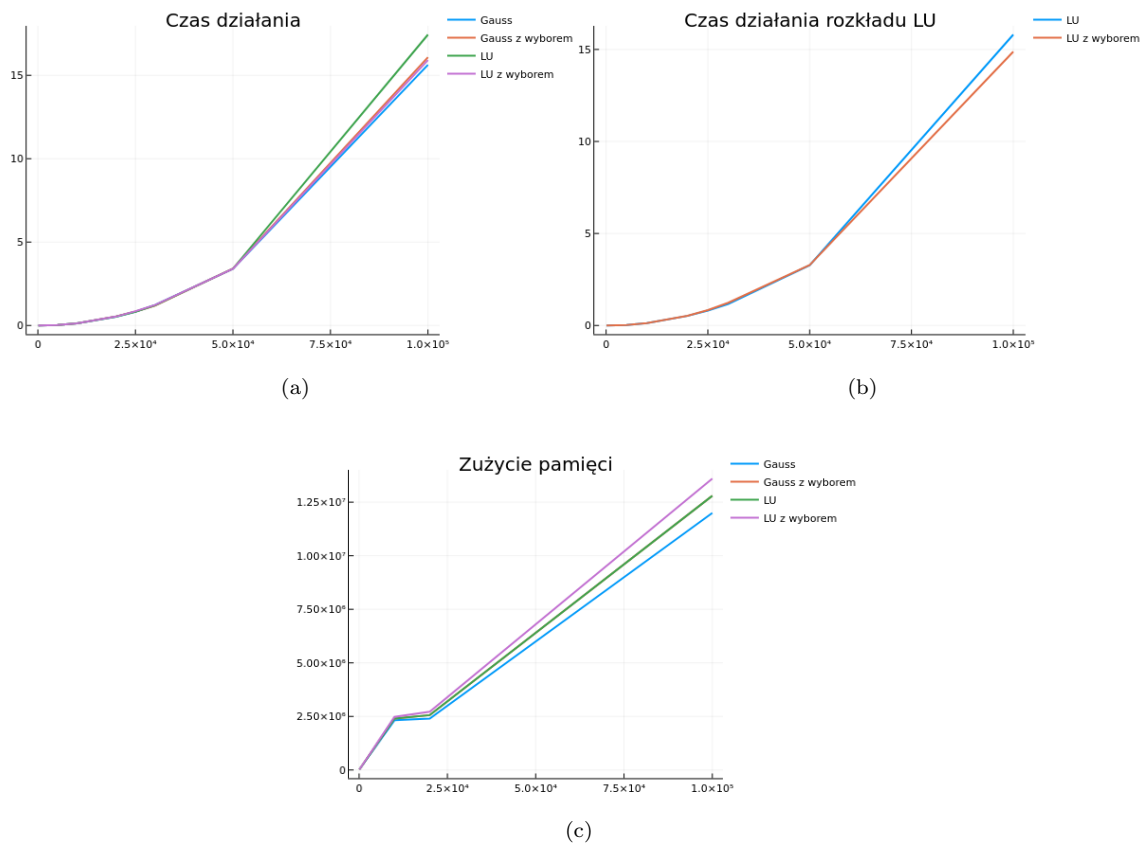 Czas działania
Gauss
Gauss z wyborem
LU
LU z wyborem
15
10
5
0
0 2.5×10⁴ 5.0×10⁴ 7.5×10⁴ 1.0×10⁵
(a)
Czas działania rozkładu LU
LU
LU z wyborem
15
10
5
0
0 2.5×10⁴ 5.0×10⁴ 7.5×10⁴ 1.0×10⁵
(b)
Zużycie pamięci
Gauss
Gauss z wyborem
LU
LU z wyborem
1.25×10⁷
1.00×10⁷
7.50×10⁶
5.00×10⁶
2.50×10⁶
0
0 2.5×10⁴ 5.0×10⁴ 7.5×10⁴ 1.0×10⁵
(c)